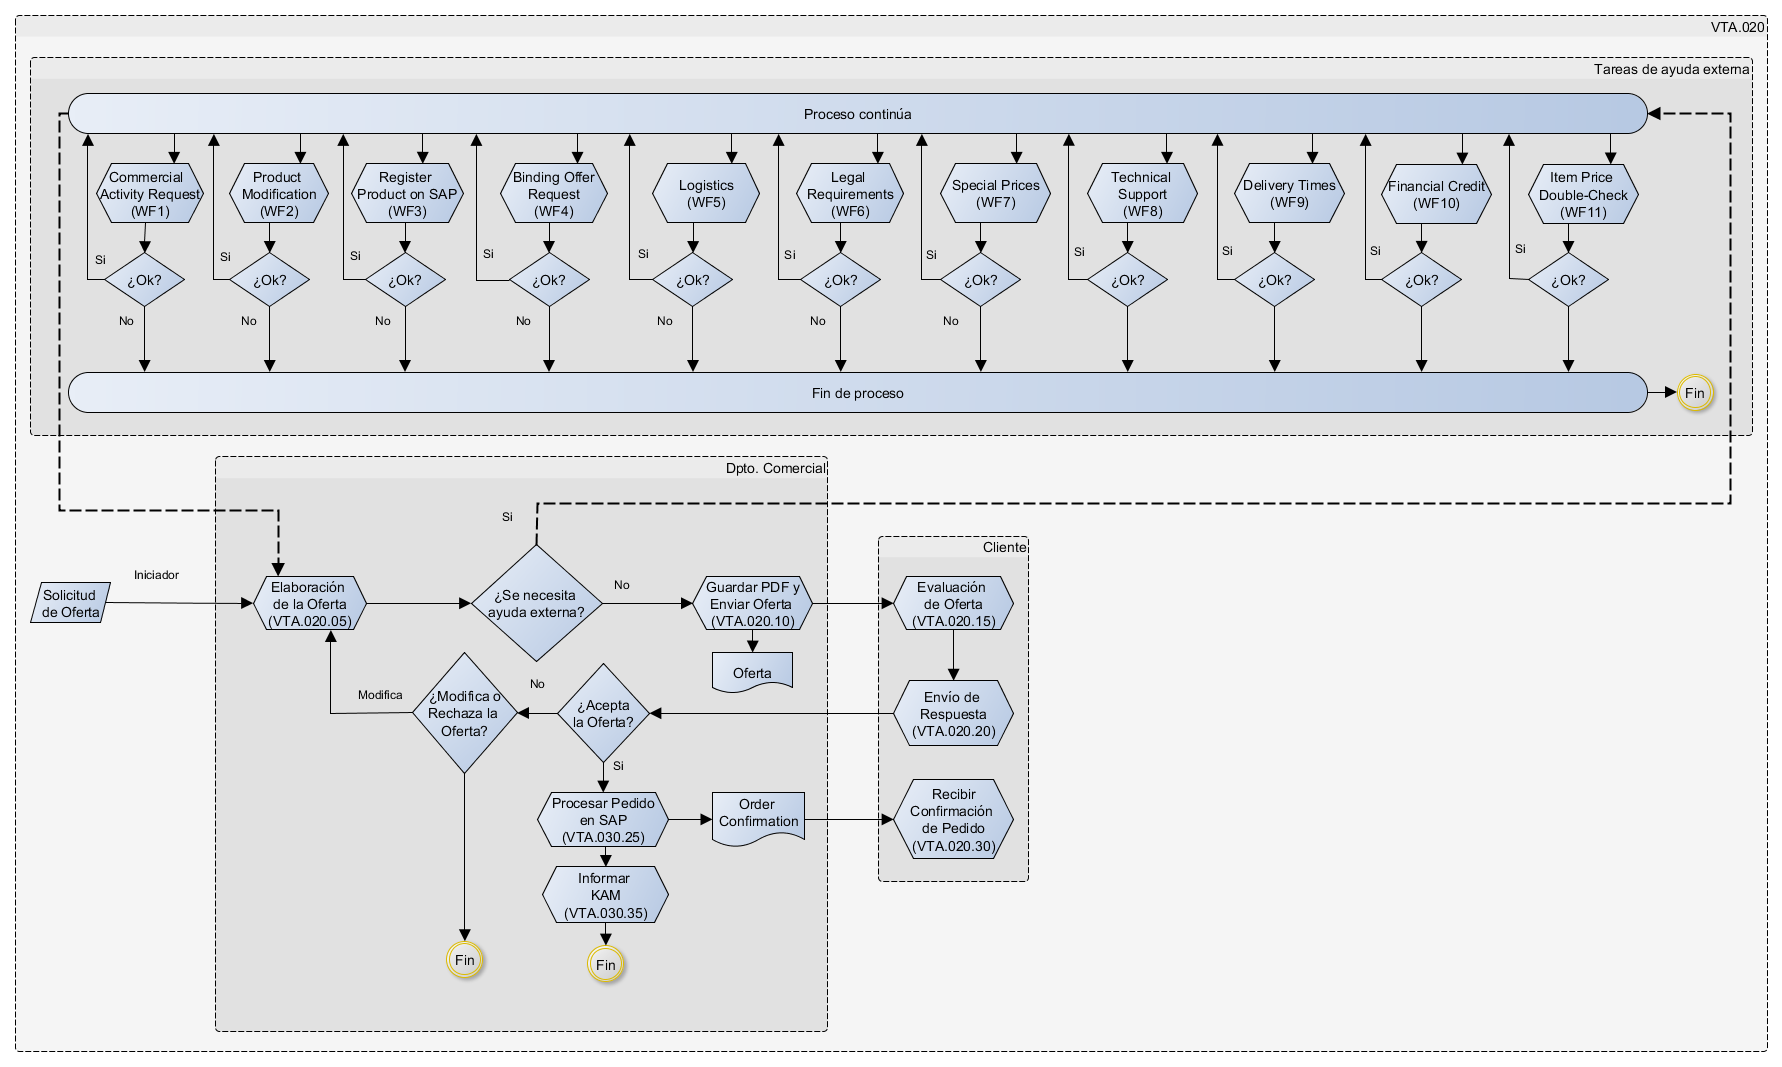 VTA.020
Tareas de ayuda externa
Proceso continúa
Commercial
Activity Request
(WF1)
Product
Modification
(WF2)
Register
Product on SAP
(WF3)
Binding Offer
Request
(WF4)
Logistics
(WF5)
Legal
Requirements
(WF6)
Special Prices
(WF7)
Technical
Support
(WF8)
Delivery Times
(WF9)
Financial Credit
(WF10)
Item Price
Double-Check
(WF11)
Si
Si
Si
Si
Si
Si
Si
Si
Si
Si
Si
¿Ok?
¿Ok?
¿Ok?
¿Ok?
¿Ok?
¿Ok?
¿Ok?
¿Ok?
¿Ok?
¿Ok?
¿Ok?
No
No
No
No
No
No
No
Fin de proceso
Fin
Dpto. Comercial
Si
Cliente
Iniciador
Solicitud
de Oferta
Elaboración
de la Oferta
(VTA.020.05)
¿Se necesita
ayuda externa?
No
Guardar PDF y
Enviar Oferta
(VTA.020.10)
Evaluación
de Oferta
(VTA.020.15)
Oferta
Modifica
¿Modifica o
Rechaza la
Oferta?
No
¿Acepta
la Oferta?
Envío de
Respuesta
(VTA.020.20)
Si
Procesar Pedido
en SAP
(VTA.030.25)
Order
Confirmation
Recibir
Confirmación
de Pedido
(VTA.020.30)
Informar
KAM
(VTA.030.35)
Fin
Fin